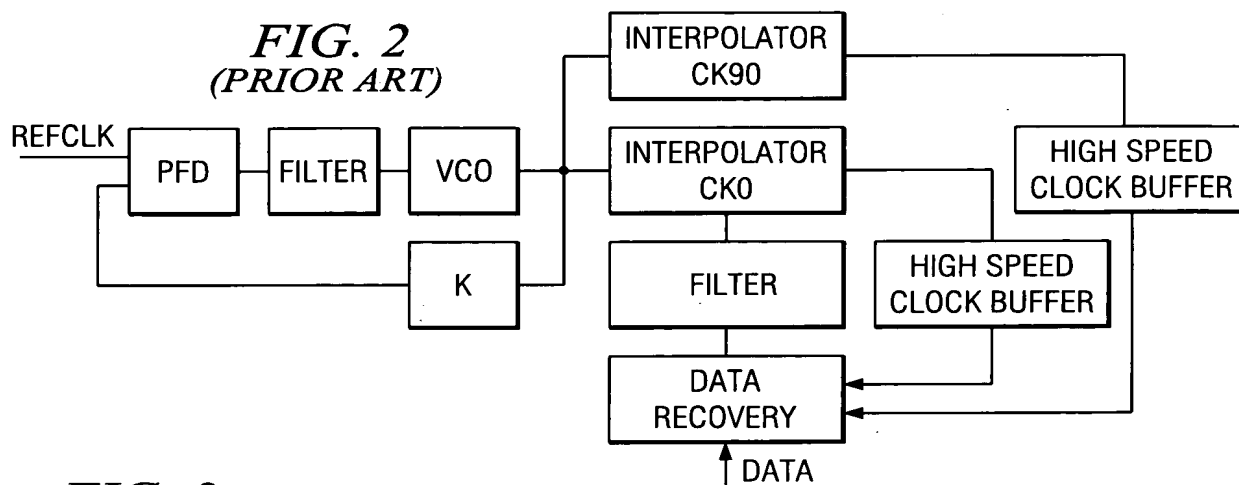 FIG. 2
(PRIOR ART)
REFCLK
PFD
FILTER
VCO
K
INTERPOLATOR
CK90
INTERPOLATOR
CK0
FILTER
DATA
RECOVERY
HIGH SPEED
CLOCK BUFFER
HIGH SPEED
CLOCK BUFFER
DATA